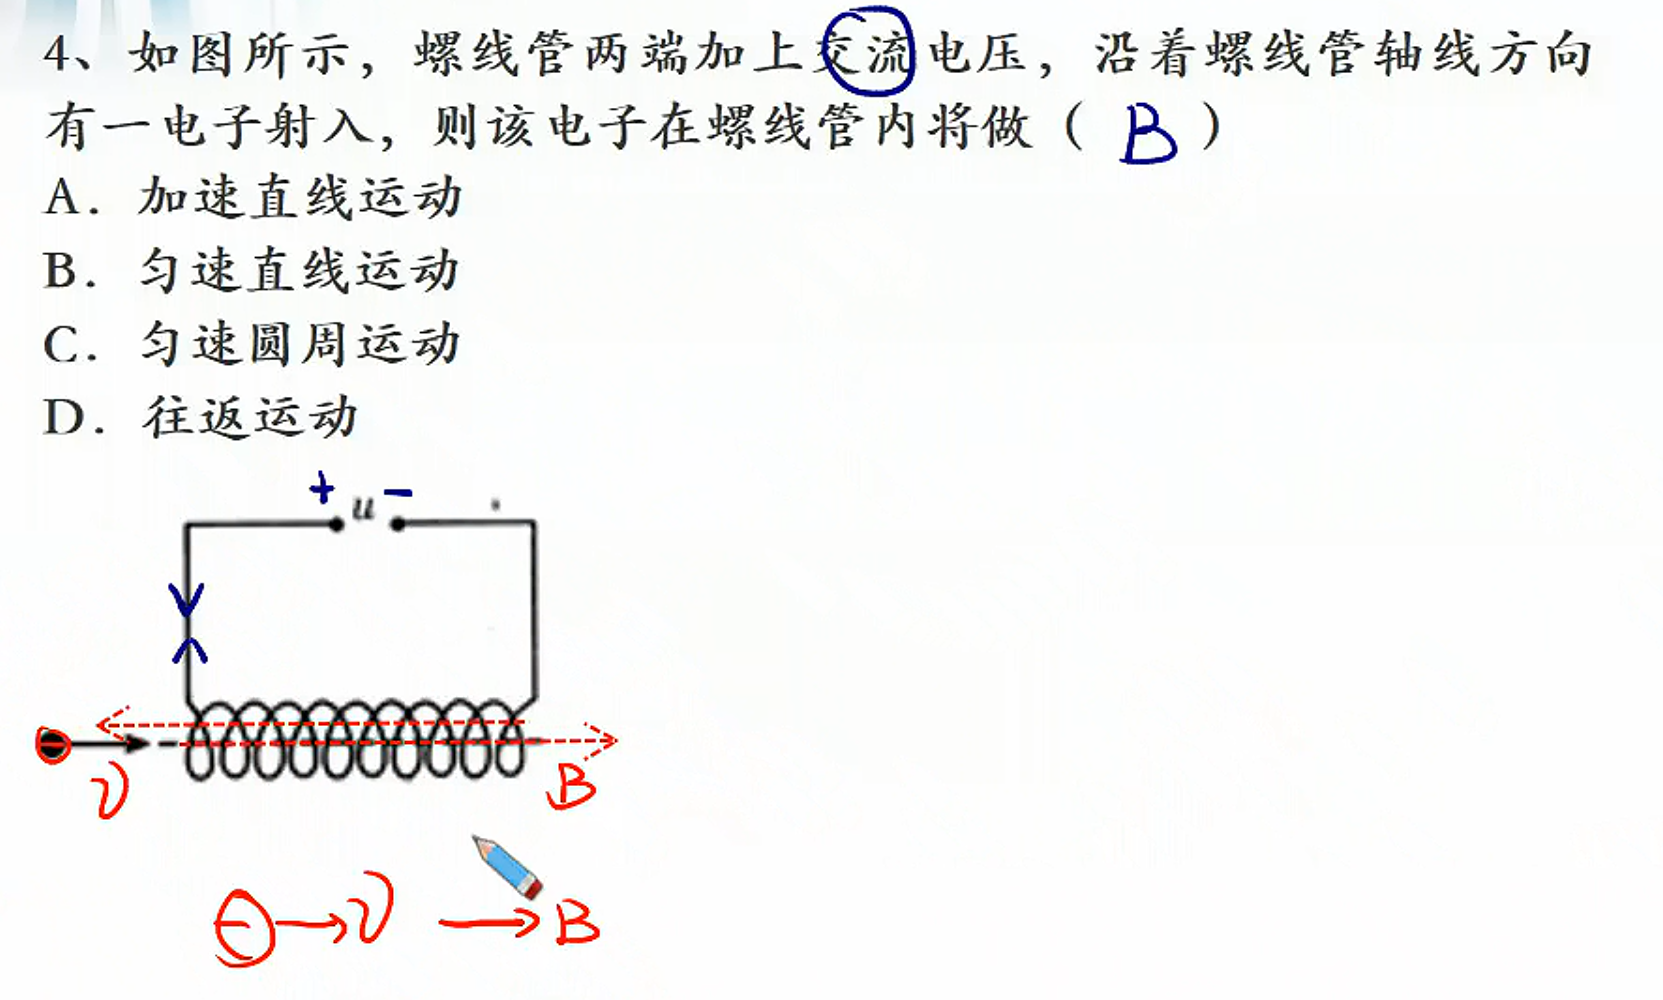 4、如图所示，螺线管两端加上交流电压，沿着螺线管轴线方向
有一电子射入，则该电子在螺线管内将做（ B ）
A. 加速直线运动
B. 匀速直线运动
C. 匀速圆周运动
D. 往返运动
+ u -
v
B
⊖→v →B